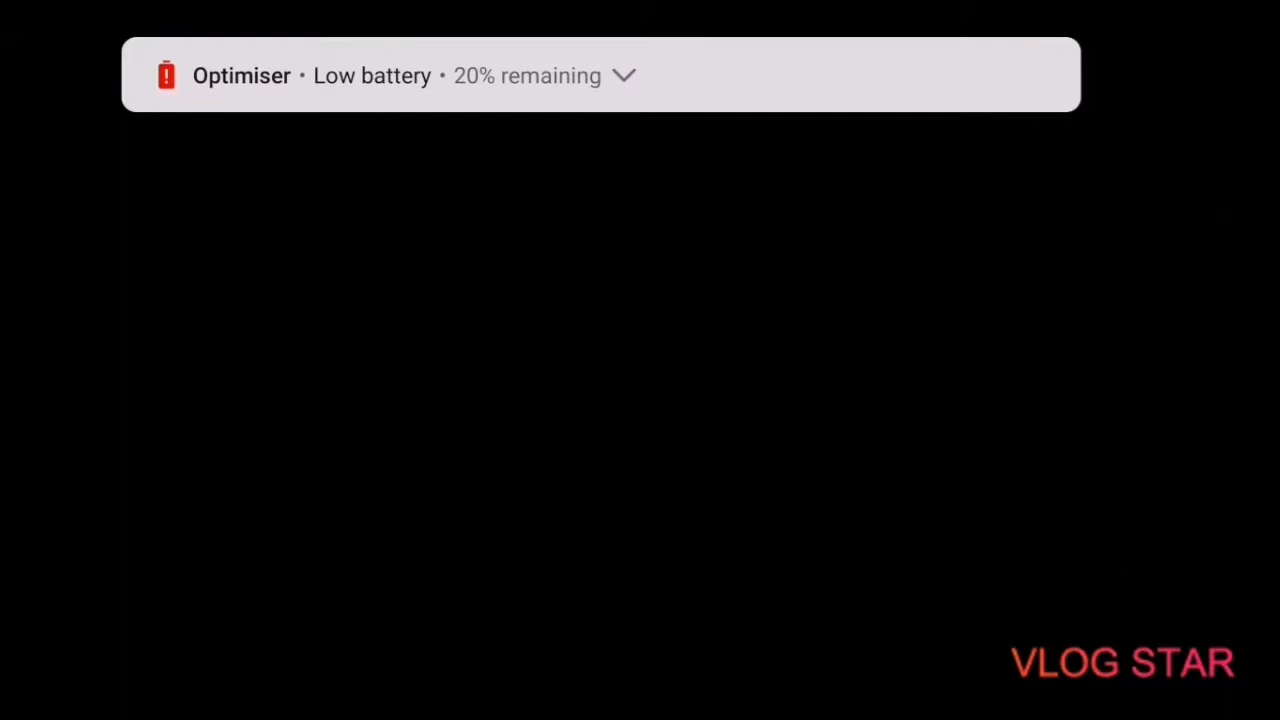 Optimiser • Low battery • 20% remaining
VLOG STAR